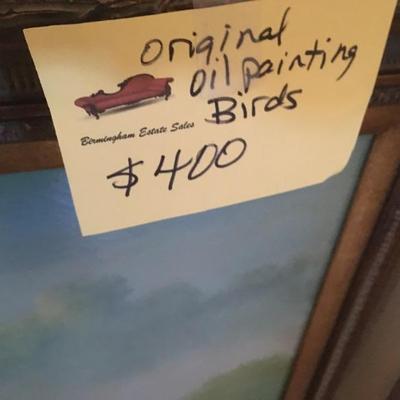 original
oil painting
Birds
Birmingham Estate Sales
$400